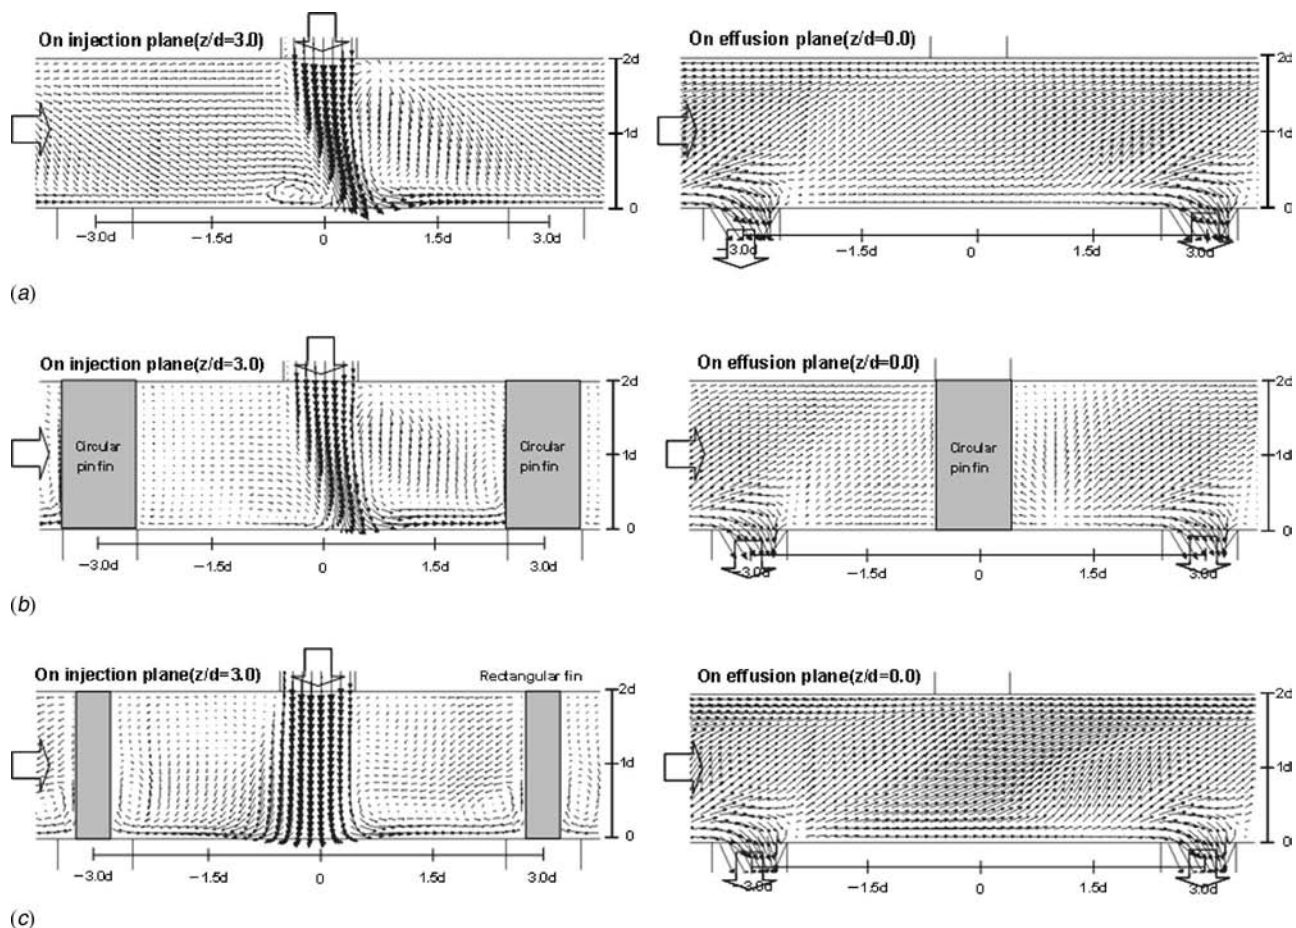 On injection plane(z/d=3.0)
On effusion plane(z/d=0.0)
2d
1d
0
−3.0d −1.5d 0 1.5d 3.0d
2d
1d
0
−3.0d −1.5d 0 1.5d 3.0d
(a)
On injection plane(z/d=3.0)
On effusion plane(z/d=0.0)
2d
1d
0
Circular
pin fin
Circular
pin fin
−3.0d −1.5d 0 1.5d 3.0d
2d
1d
0
Circular
pin fin
−3.0d −1.5d 0 1.5d 3.0d
(b)
On injection plane(z/d=3.0)
Rectangular fin
On effusion plane(z/d=0.0)
2d
1d
0
−3.0d −1.5d 0 1.5d 3.0d
2d
1d
0
−3.0d −1.5d 0 1.5d 3.0d
(c)